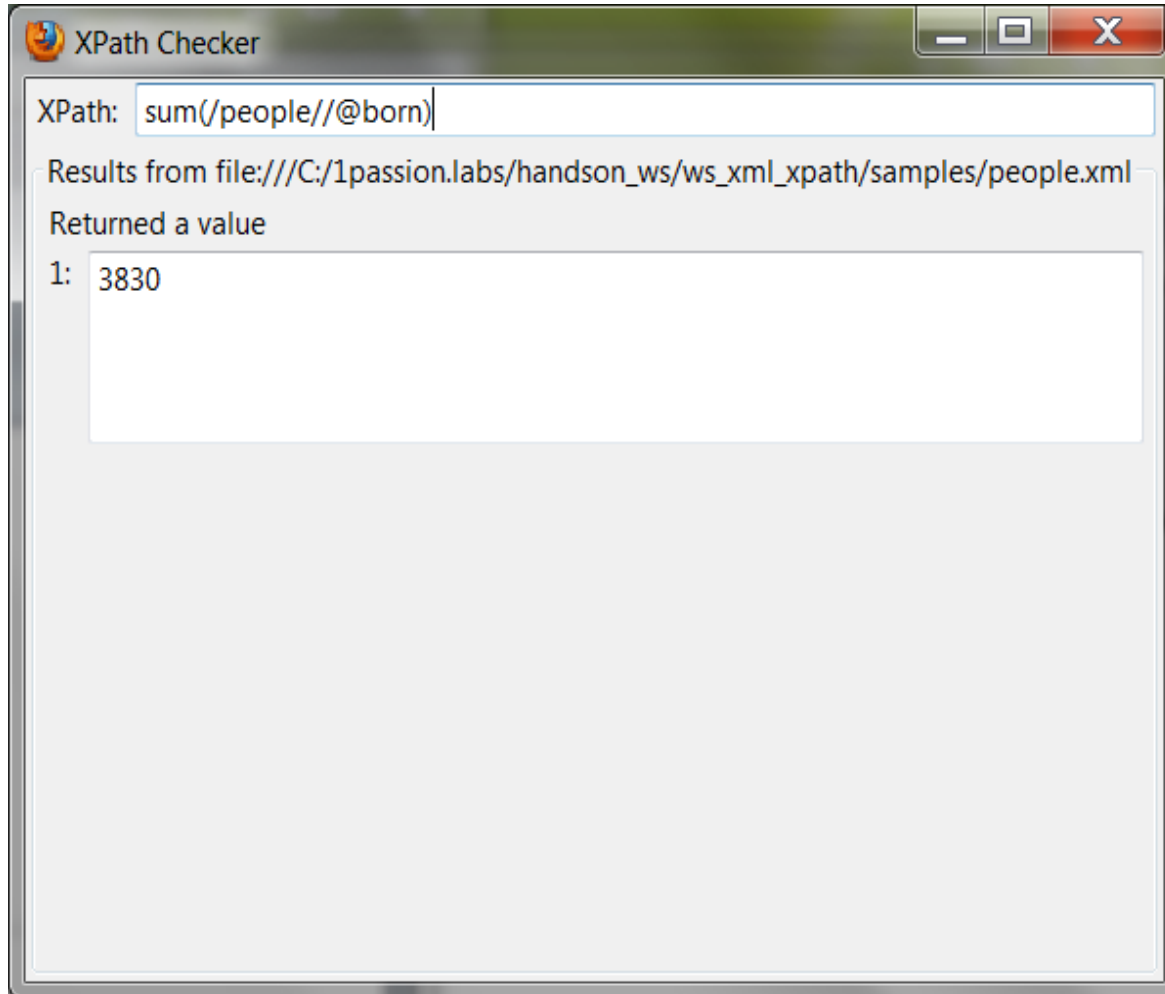 XPath Checker
XPath: sum(/people//@born)
Results from file:///C:/1passion.labs/handson_ws/ws_xml_xpath/samples/people.xml
Returned a value
1: 3830